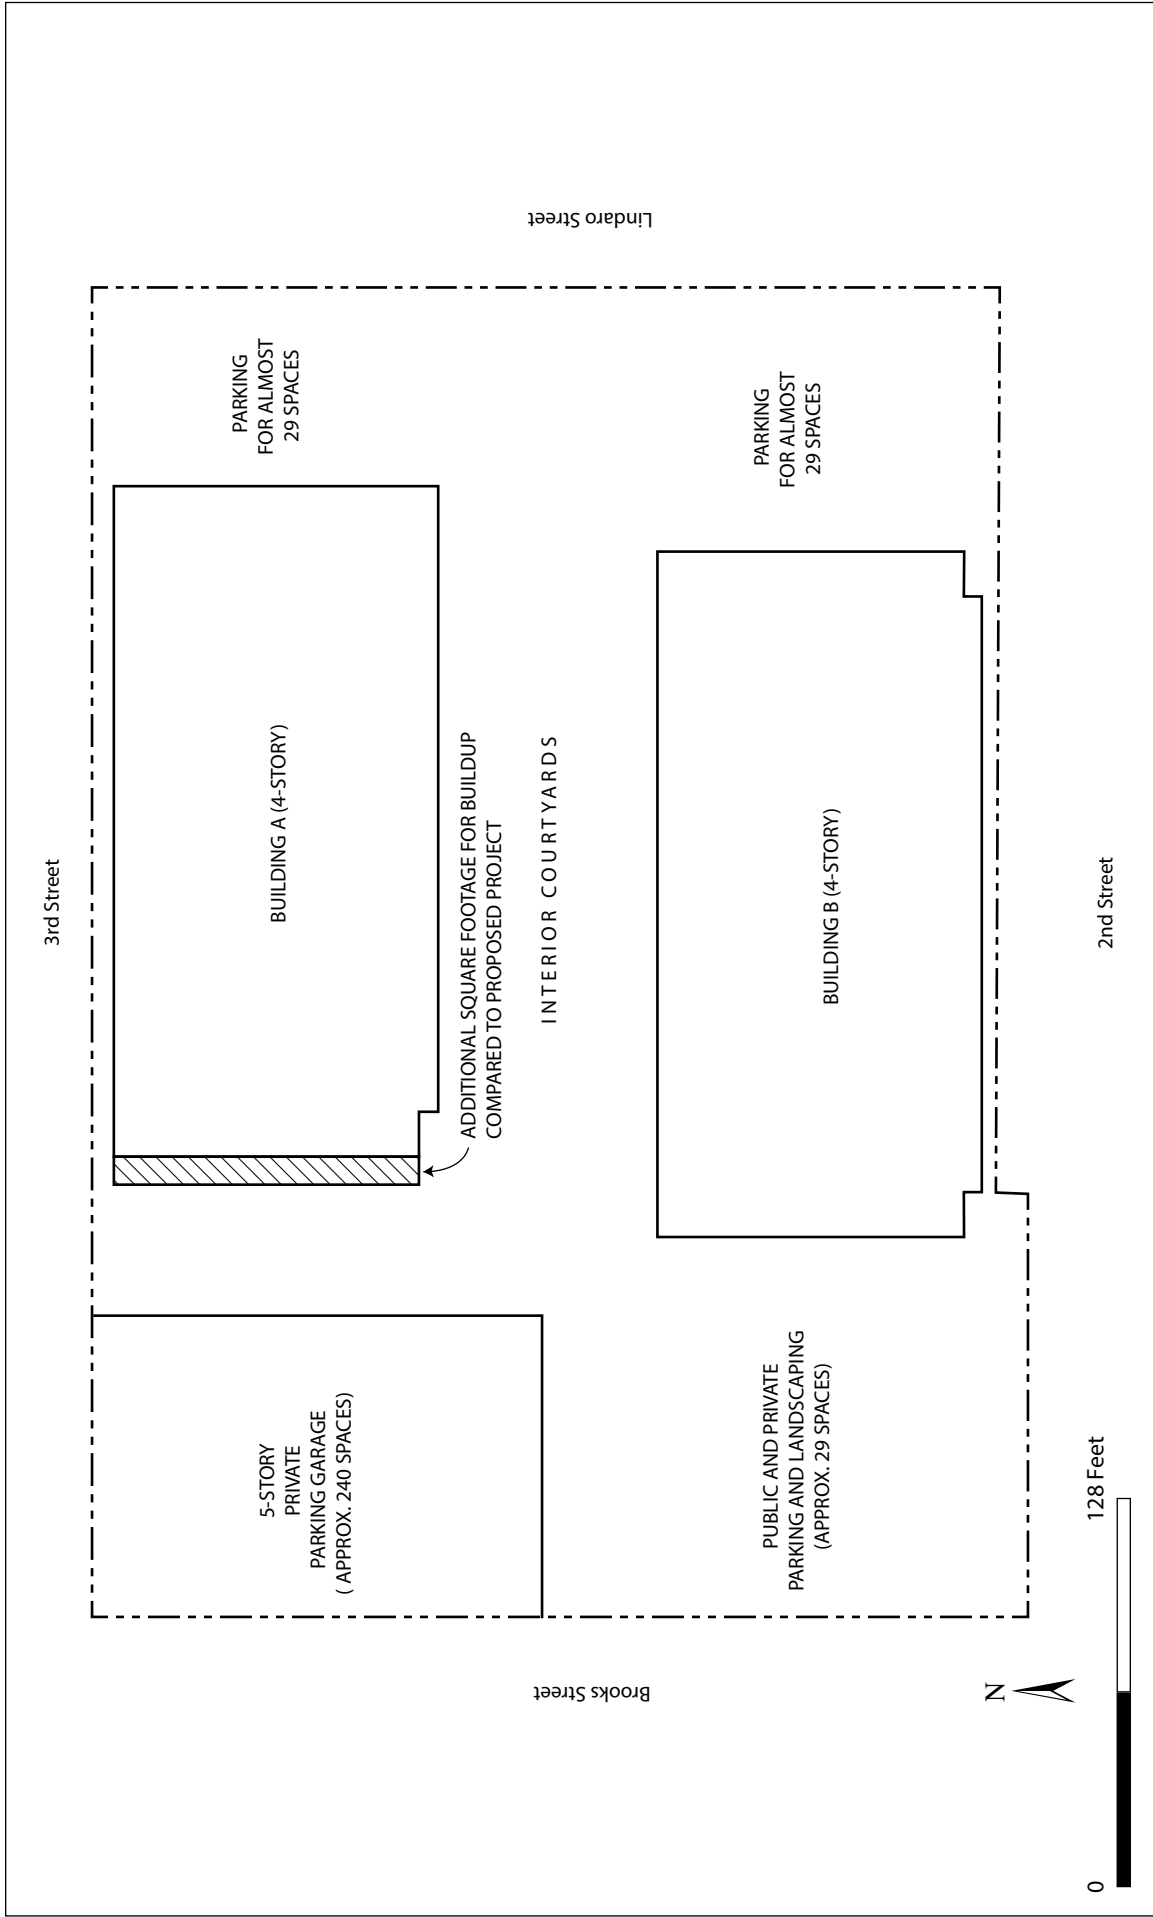 3rd Street
Lindaro Street
PARKING
FOR ALMOST
29 SPACES
PARKING
FOR ALMOST
29 SPACES
BUILDING A (4-STORY)
ADDITIONAL SQUARE FOOTAGE FOR BUILDUP
COMPARED TO PROPOSED PROJECT
INTERIOR COURTYARDS
BUILDING B (4-STORY)
5-STORY
PRIVATE
PARKING GARAGE
( APPROX. 240 SPACES)
PUBLIC AND PRIVATE
PARKING AND LANDSCAPING
(APPROX. 29 SPACES)
2nd Street
Brooks Street
N
0
128 Feet